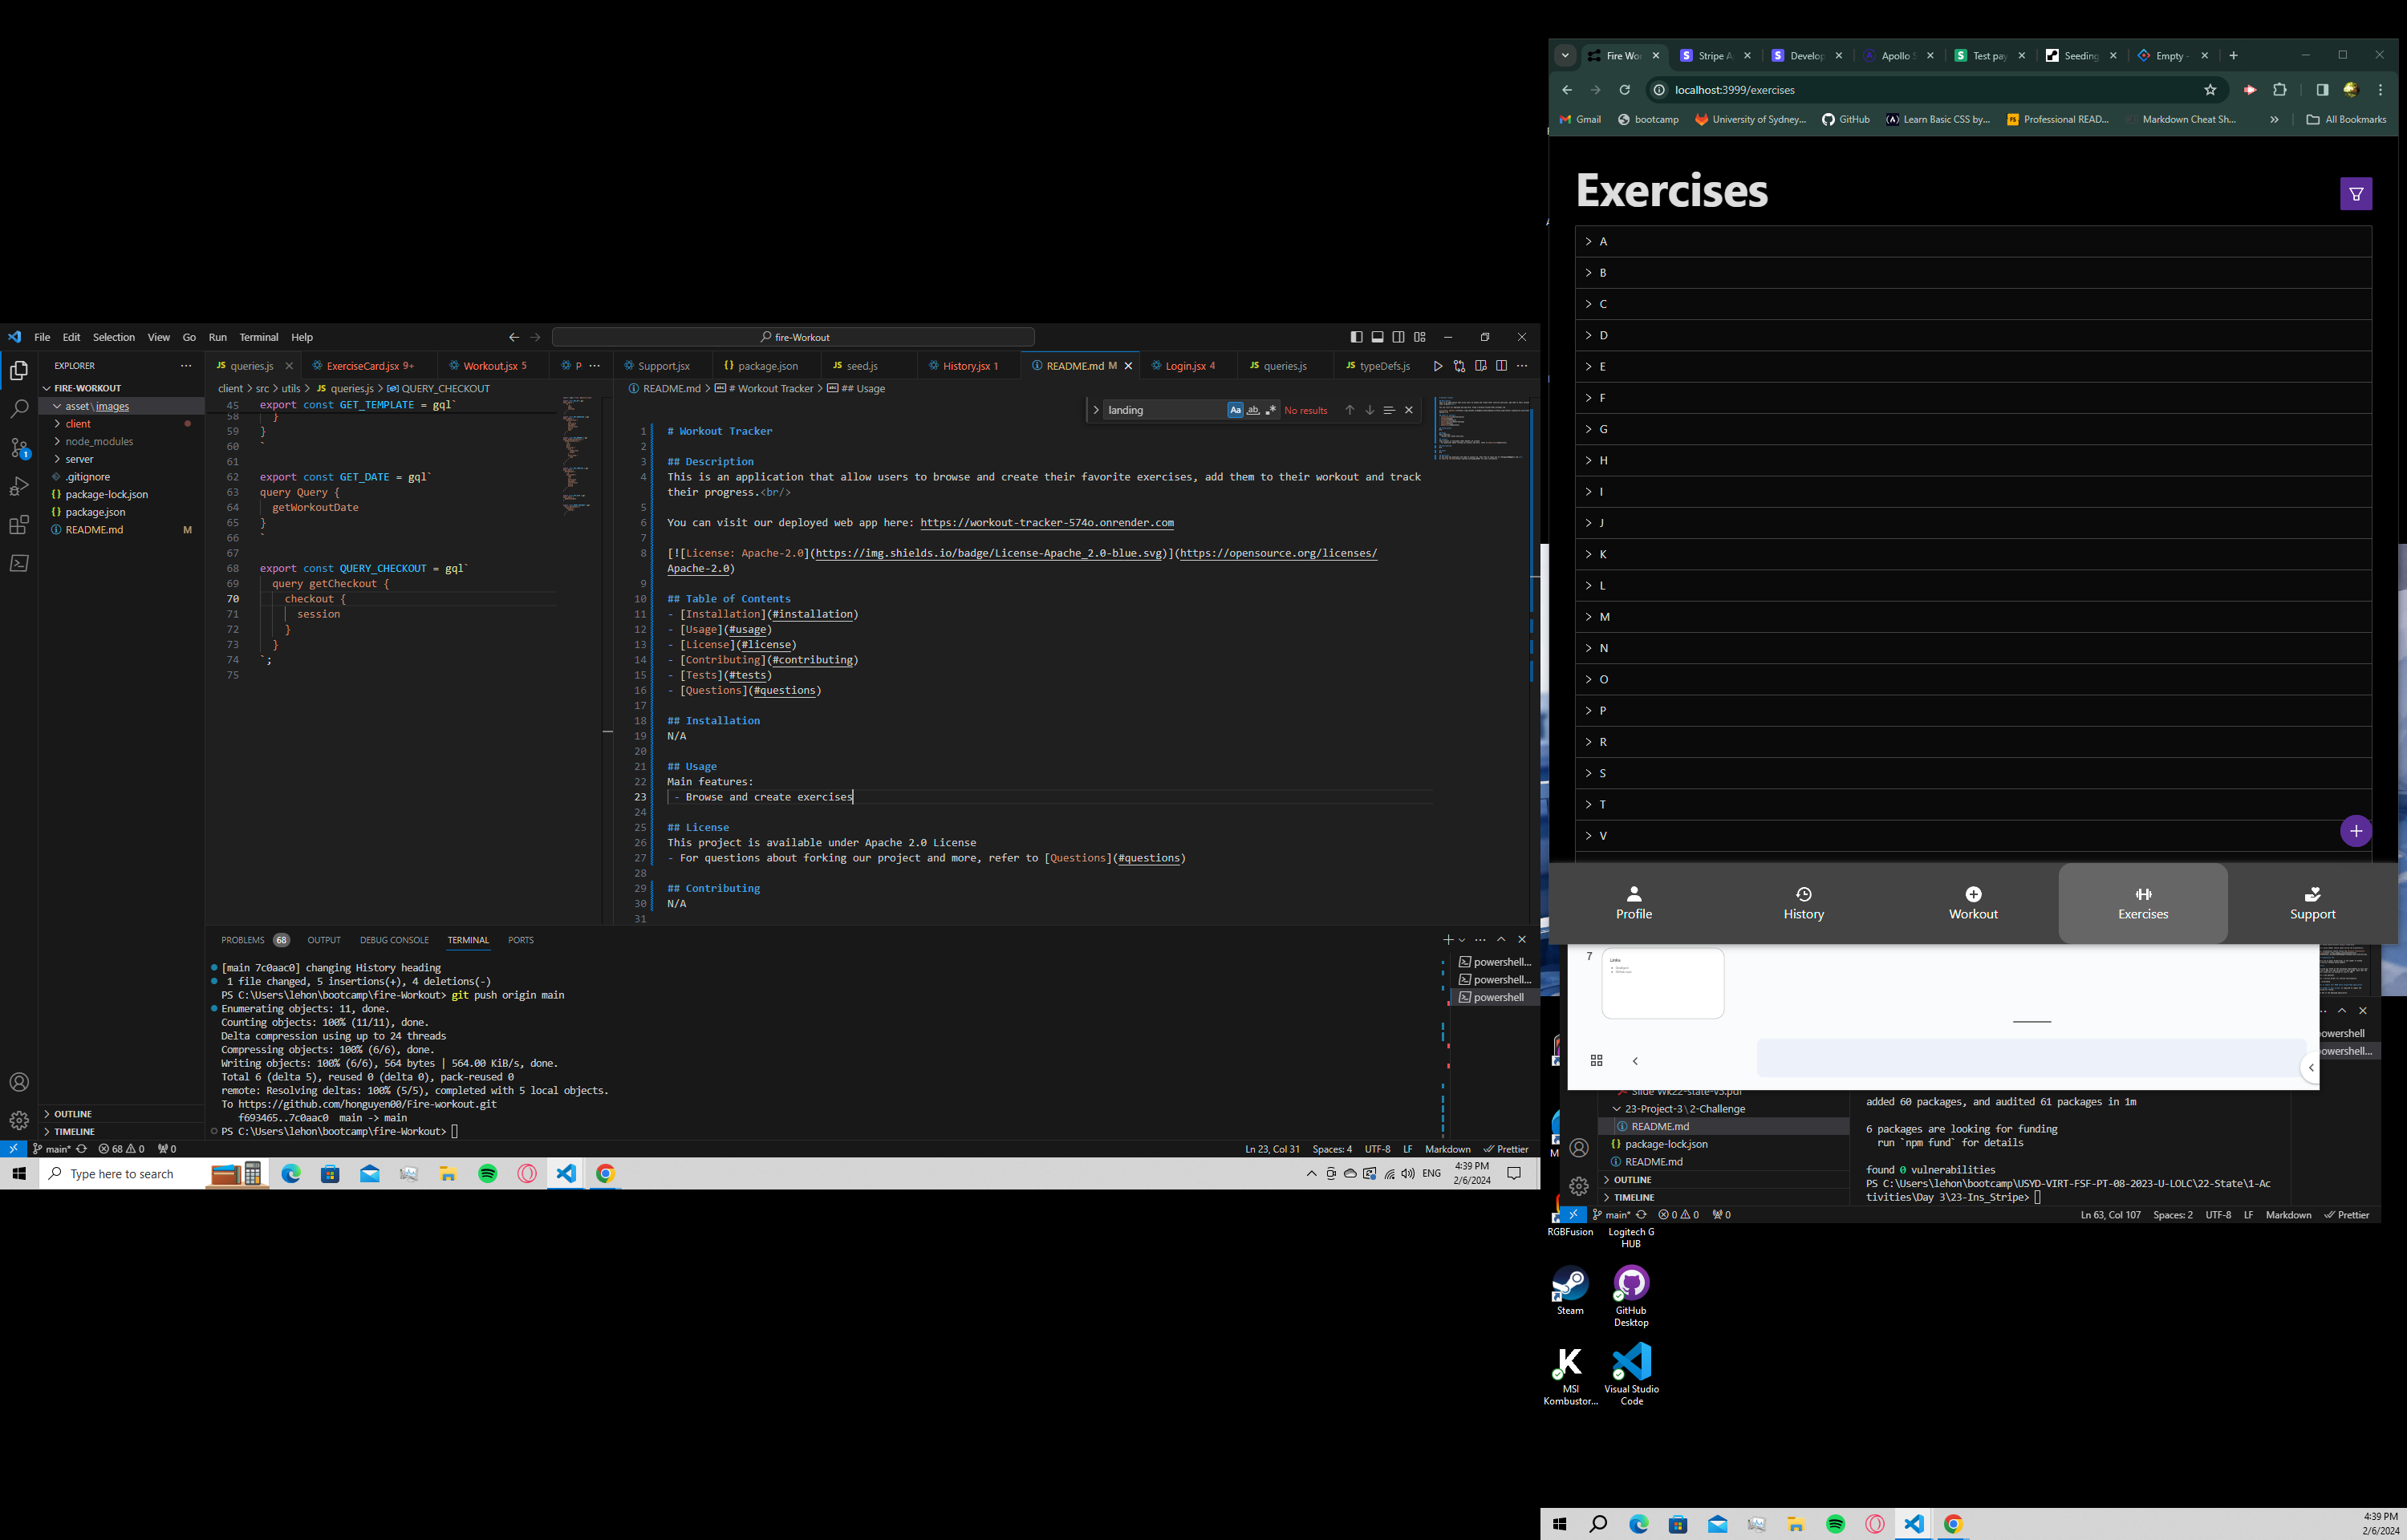 File Edit Selection View Go Run Terminal Help
fire-Workout
EXPLORER
FIRE-WORKOUT
asset\images
client
node_modules
server
.gitignore
package-lock.json
package.json
README.md M
OUTLINE
TIMELINE
queries.js
ExerciseCard.jsx 9+
Workout.jsx 5
client > src > utils > queries.js > QUERY_CHECKOUT
45 export const GET_TEMPLATE = gql`
58 }
59 }
60 `
61
62 export const GET_DATE = gql`
63 query Query {
64 getWorkoutDate
65 }
66 `
67
68 export const QUERY_CHECKOUT = gql`
69 query getCheckout {
70 checkout {
71 session
72 }
73 }
74 `;
75
Support.jsx
package.json
seed.js
History.jsx 1
README.md M
Login.jsx 4
queries.js
typeDefs.js
README.md > # Workout Tracker > ## Usage
landing
No results
1 # Workout Tracker
2
3 ## Description
4 This is an application that allow users to browse and create their favorite exercises, add them to their workout and track
their progress.<br/>
5
6 You can visit our deployed web app here: https://workout-tracker-574o.onrender.com
7
8 [![License: Apache-2.0](https://img.shields.io/badge/License-Apache_2.0-blue.svg)](https://opensource.org/licenses/
Apache-2.0)
9
10 ## Table of Contents
11 - [Installation](#installation)
12 - [Usage](#usage)
13 - [License](#license)
14 - [Contributing](#contributing)
15 - [Tests](#tests)
16 - [Questions](#questions)
17
18 ## Installation
19 N/A
20
21 ## Usage
22 Main features:
23 - Browse and create exercises
24
25 ## License
26 This project is available under Apache 2.0 License
27 - For questions about forking our project and more, refer to [Questions](#questions)
28
29 ## Contributing
30 N/A
31
PROBLEMS 68 OUTPUT DEBUG CONSOLE TERMINAL PORTS
[main 7c0aac0] changing History heading
1 file changed, 5 insertions(+), 4 deletions(-)
PS C:\Users\lehon\bootcamp\fire-Workout> git push origin main
Enumerating objects: 11, done.
Counting objects: 100% (11/11), done.
Delta compression using up to 24 threads
Compressing objects: 100% (6/6), done.
Writing objects: 100% (6/6), 564 bytes | 564.00 KiB/s, done.
Total 6 (delta 5), reused 0 (delta 0), pack-reused 0
remote: Resolving deltas: 100% (5/5), completed with 5 local objects.
To https://github.com/honguyen00/Fire-workout.git
f693465..7c0aac0 main -> main
PS C:\Users\lehon\bootcamp\fire-Workout>
powershell...
powershell...
powershell
main* 68 0 0
Ln 23, Col 31 Spaces: 4 UTF-8 LF Markdown Prettier
Type here to search
ENG
4:39 PM
2/6/2024
Fire Wor
Stripe A
Develop
Apollo S
Test pay
Seeding
Empty -
localhost:3999/exercises
Gmail bootcamp University of Sydney... GitHub Learn Basic CSS by... Professional READ... Markdown Cheat Sh... All Bookmarks
Exercises
A
B
C
D
E
F
G
H
I
J
K
L
M
N
O
P
R
S
T
V
Profile History Workout Exercises Support
7
Links
powershell
powershell...
Slide Wk22-state-v3.pdf
23-Project-3\2-Challenge
README.md
package-lock.json
README.md
OUTLINE
TIMELINE
added 60 packages, and audited 61 packages in 1m
6 packages are looking for funding
run `npm fund` for details
found 0 vulnerabilities
PS C:\Users\lehon\bootcamp\USYD-VIRT-FSF-PT-08-2023-U-LOLC\22-State\1-Ac
tivities\Day 3\23-Ins_Stripe>
main* 0 0 0
Ln 63, Col 107 Spaces: 2 UTF-8 LF Markdown Prettier
RGBFusion
Logitech G
HUB
Steam
GitHub
Desktop
MSI
Kombustor...
Visual Studio
Code
4:39 PM
2/6/2024